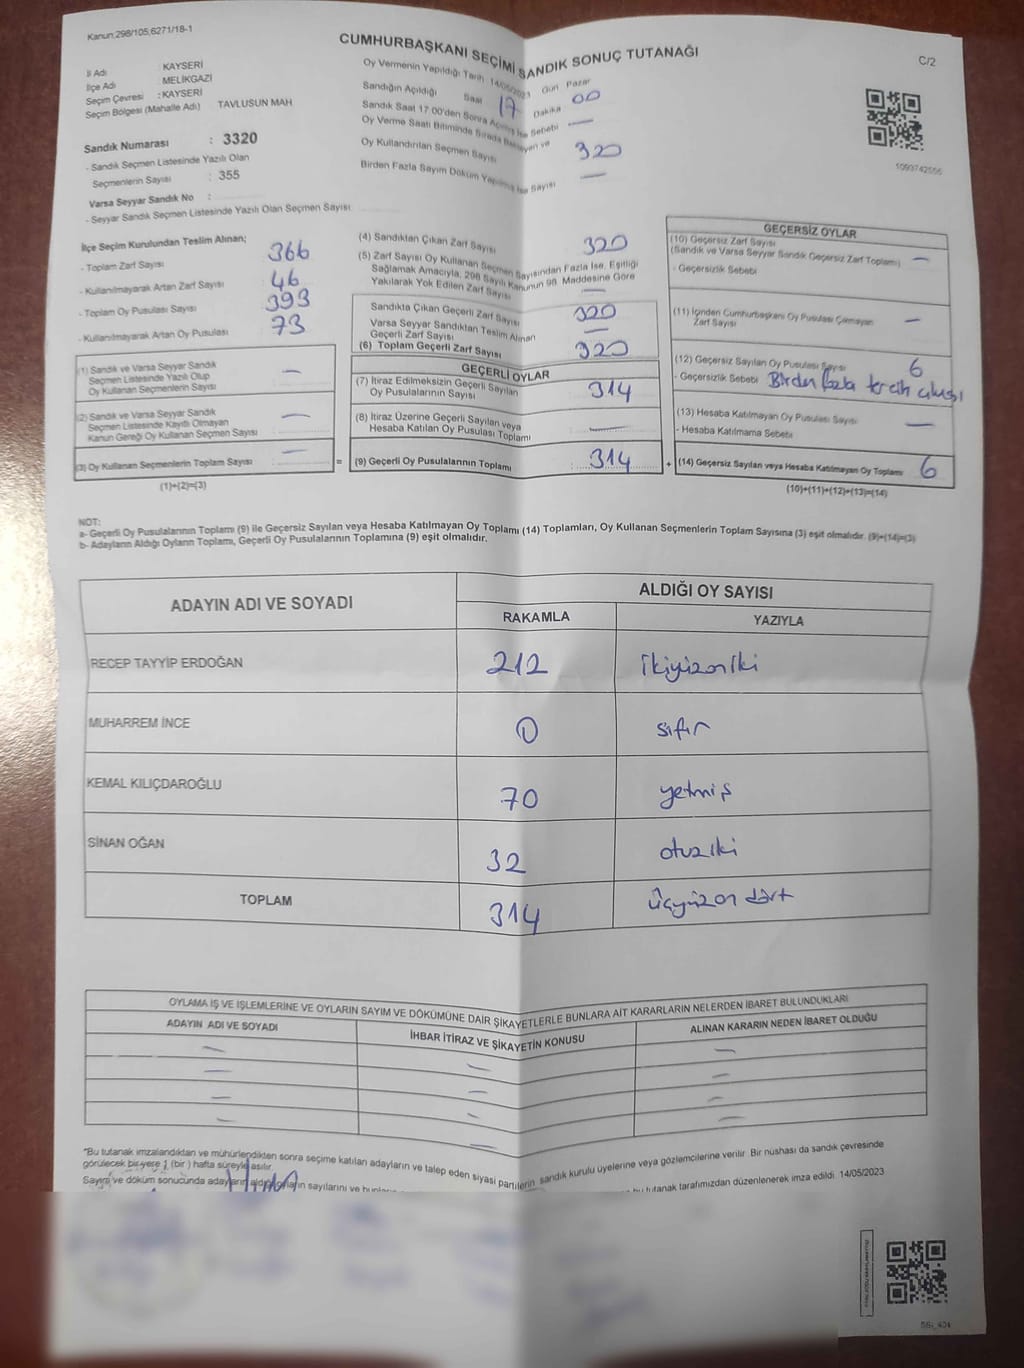 Kanun:298/105;6271/18-1
CUMHURBAŞKANI SEÇİMİ SANDIK SONUÇ TUTANAĞI
C/2
İl Adı : KAYSERİ
İlçe Adı MELİKGAZİ
Seçim Çevresi : KAYSERİ
Seçim Bölgesi (Mahalle Adı) TAVLUSUN MAH
Sandık Numarası : 3320
- Sandık Seçmen Listesinde Yazılı Olan
Seçmenlerin Sayısı : 355
Varsa Seyyar Sandık No :
- Seyyar Sandık Seçmen Listesinde Yazılı Olan Seçmen Sayısı
Oy Vermenin Yapıldığı Tarih 14/05/2023 Gün Pazar
Sandığın Açıldığı Saat 17 Dakika 00
Sandık Saat 17:00'den Sonra Açılmış İse Sebebi —
Oy Verme Saati Bitiminde Sırada Bekleyen ve
Oy Kullandırılan Seçmen Sayısı 320
Birden Fazla Sayım Döküm Yapılmış İse Sayısı —
1093742555
İlçe Seçim Kurulundan Teslim Alınan;
- Toplam Zarf Sayısı 366
- Kullanılmayarak Artan Zarf Sayısı : 46
- Toplam Oy Pusulası Sayısı : 393
- Kullanılmayarak Artan Oy Pusulası : 73
(1) Sandık ve Varsa Seyyar Sandık
Seçmen Listesinde Yazılı Olup
Oy Kullanan Seçmenlerin Sayısı —
(2) Sandık ve Varsa Seyyar Sandık
Seçmen Listesinde Kayıtlı Olmayan
Kanun Gereği Oy Kullanan Seçmen Sayısı —
(3) Oy Kullanan Seçmenlerin Toplam Sayısı —
(1)+(2)=(3)
(4) Sandıktan Çıkan Zarf Sayısı 320
(5) Zarf Sayısı Oy Kullanan Seçmen Sayısından Fazla İse, Eşitliği
Sağlamak Amacıyla, 298 Sayılı Kanunun 98. Maddesine Göre
Yakılarak Yok Edilen Zarf Sayısı —
Sandıkta Çıkan Geçerli Zarf Sayısı 320
Varsa Seyyar Sandıktan Teslim Alınan
Geçerli Zarf Sayısı —
(6) Toplam Geçerli Zarf Sayısı 320
GEÇERLİ OYLAR
(7) İtiraz Edilmeksizin Geçerli Sayılan
Oy Pusulalarının Sayısı 314
(8) İtiraz Üzerine Geçerli Sayılan veya
Hesaba Katılan Oy Pusulası Toplamı —
= (9) Geçerli Oy Pusulalarının Toplamı : 314 +
GEÇERSİZ OYLAR
(10) Geçersiz Zarf Sayısı
(Sandık ve Varsa Seyyar Sandık Geçersiz Zarf Toplamı) —
- Geçersizlik Sebebi
(11) İçinden Cumhurbaşkanı Oy Pusulası Çıkmayan
Zarf Sayısı —
(12) Geçersiz Sayılan Oy Pusulası Sayısı 6
- Geçersizlik Sebebi Birden fazla tercih oluşu
(13) Hesaba Katılmayan Oy Pusula Sayısı —
- Hesaba Katılmama Sebebi
(14) Geçersiz Sayılan veya Hesaba Katılmayan Oy Toplamı 6
(10)+(11)+(12)+(13)=(14)
NOT:
a- Geçerli Oy Pusulalarının Toplamı (9) ile Geçersiz Sayılan veya Hesaba Katılmayan Oy Toplamı (14) Toplamları, Oy Kullanan Seçmenlerin Toplam Sayısına (3) eşit olmalıdır. (9)+(14)=(3)
b- Adayların Aldığı Oyların Toplamı, Geçerli Oy Pusulalarının Toplamına (9) eşit olmalıdır.
ADAYIN ADI VE SOYADI ALDIĞI OY SAYISI
RAKAMLA YAZIYLA
RECEP TAYYİP ERDOĞAN 212 ikiyüzoniki
MUHARREM İNCE 0 sıfır
KEMAL KILIÇDAROĞLU 70 yetmiş
SİNAN OĞAN 32 otuziki
TOPLAM 314 üçyüzon dört
OYLAMA İŞ VE İŞLEMLERİNE VE OYLARIN SAYIM VE DÖKÜMÜNE DAİR ŞİKAYETLERLE BUNLARA AİT KARARLARIN NELERDEN İBARET BULUNDUKLARI
ADAYIN ADI VE SOYADI İHBAR İTİRAZ VE ŞİKAYETİN KONUSU ALINAN KARARIN NEDEN İBARET OLDUĞU
— — —
— — —
— — —
— — —
*Bu tutanak imzalandıktan ve mühürlendikten sonra seçime katılan adayların ve talep eden siyasi partilerin sandık kurulu üyelerine veya gözlemcilerine verilir. Bir nüshası da sandık çevresinde
görülecek bir yere 1 (bir) hafta süreyle asılır.
Sayım ve döküm sonucunda adayların aldığı oyların sayılarını ve bu tutanak tarafımızdan düzenlenerek imza edildi. 14/05/2023